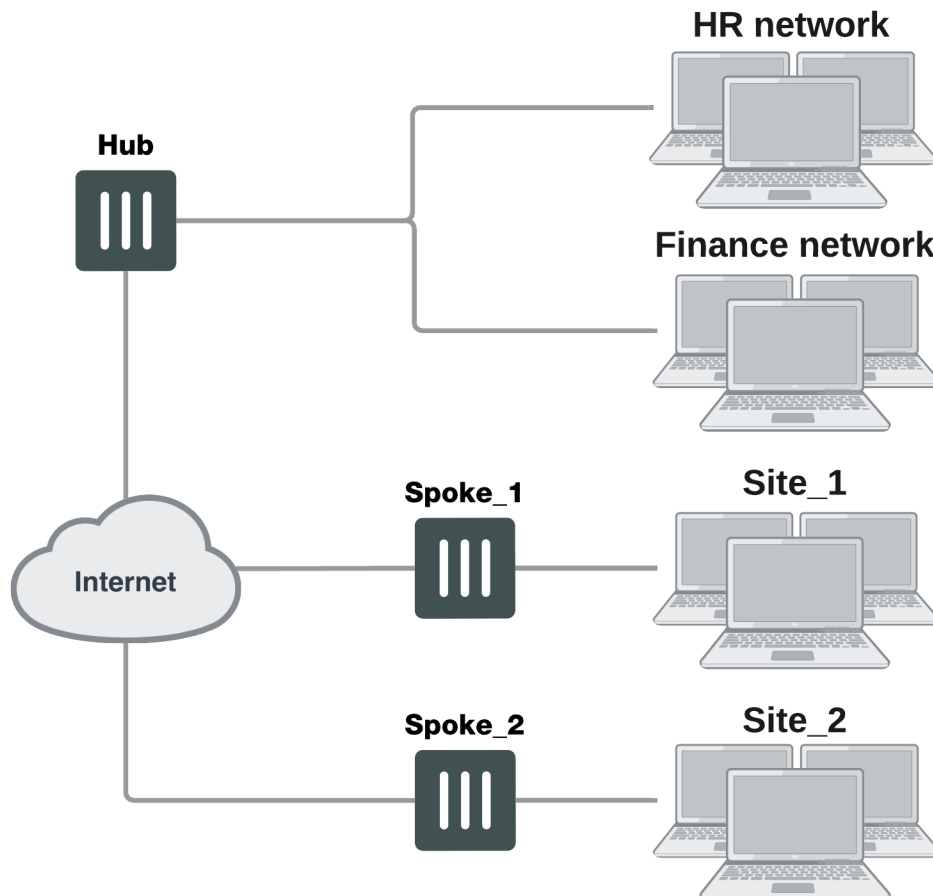 HR network
Hub
Finance network
Spoke_1
Site_1
Internet
Spoke_2
Site_2